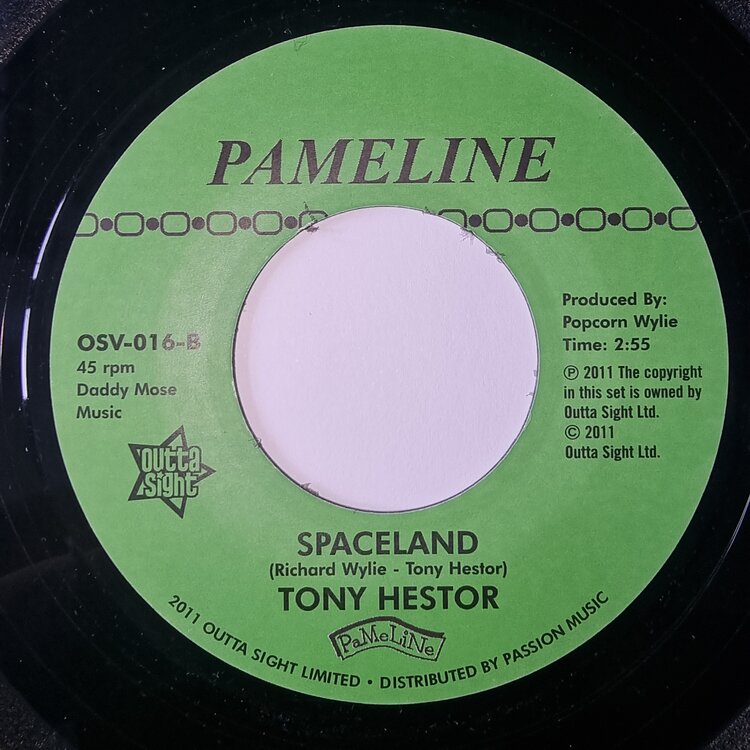 PAMELINE
OSV-016-B
45 rpm
Daddy Mose
Music
outta
sight
Produced By:
Popcorn Wylie
Time: 2:55
℗ 2011 The copyright
in this set is owned by
Outta Sight Ltd.
© 2011
Outta Sight Ltd.
SPACELAND
(Richard Wylie - Tony Hestor)
TONY HESTOR
PaMeLiNe
2011 OUTTA SIGHT LIMITED • DISTRIBUTED BY PASSION MUSIC